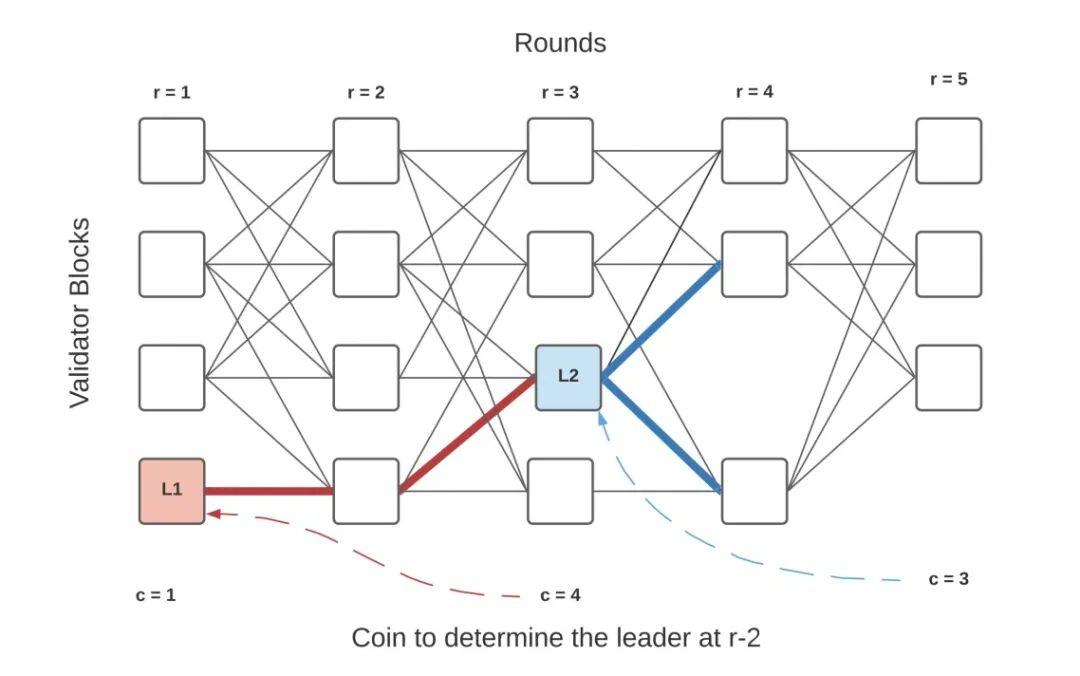 Rounds
r = 1
r = 2
r = 3
r = 4
r = 5
Validator Blocks
L2
L1
c = 1
c = 4
c = 3
Coin to determine the leader at r-2